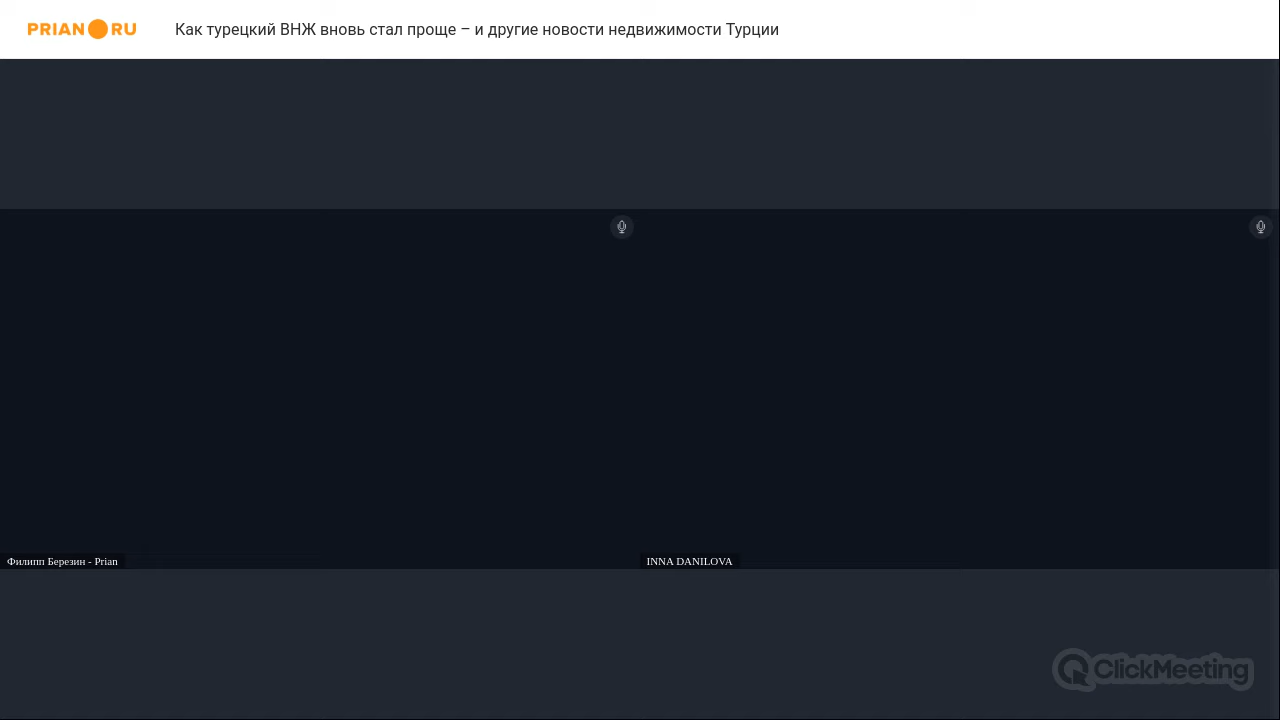 PRIAN RU
Как турецкий ВНЖ вновь стал проще – и другие новости недвижимости Турции
Филипп Березин - Prian
INNA DANILOVA
ClickMeeting